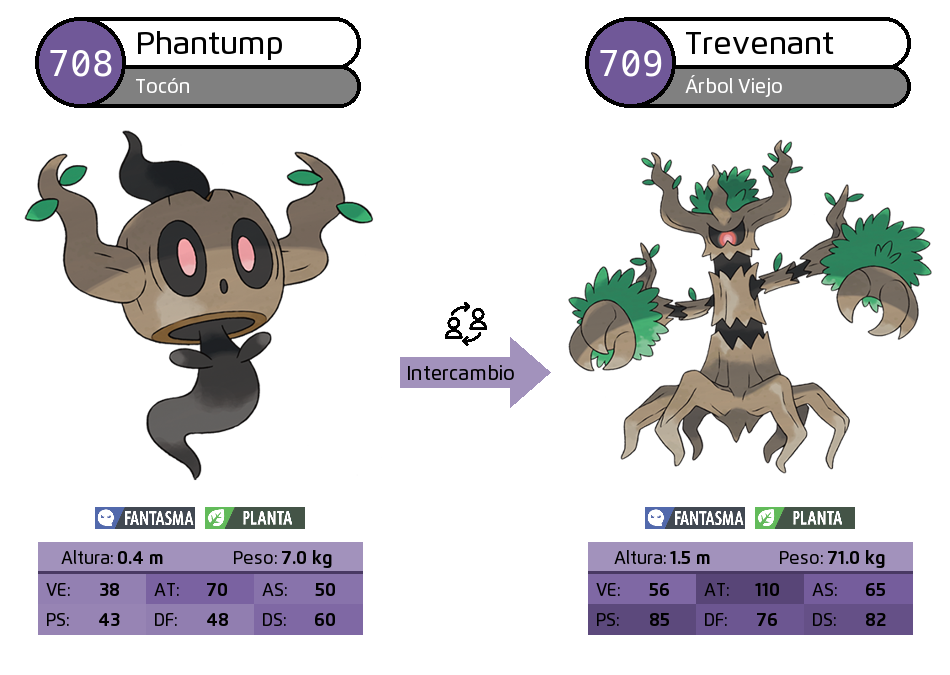 708 Phantump
Tocón
709 Trevenant
Árbol Viejo
Intercambio
FANTASMA PLANTA
Altura: 0.4 m Peso: 7.0 kg
VE: 38 AT: 70 AS: 50
PS: 43 DF: 48 DS: 60
FANTASMA PLANTA
Altura: 1.5 m Peso: 71.0 kg
VE: 56 AT: 110 AS: 65
PS: 85 DF: 76 DS: 82